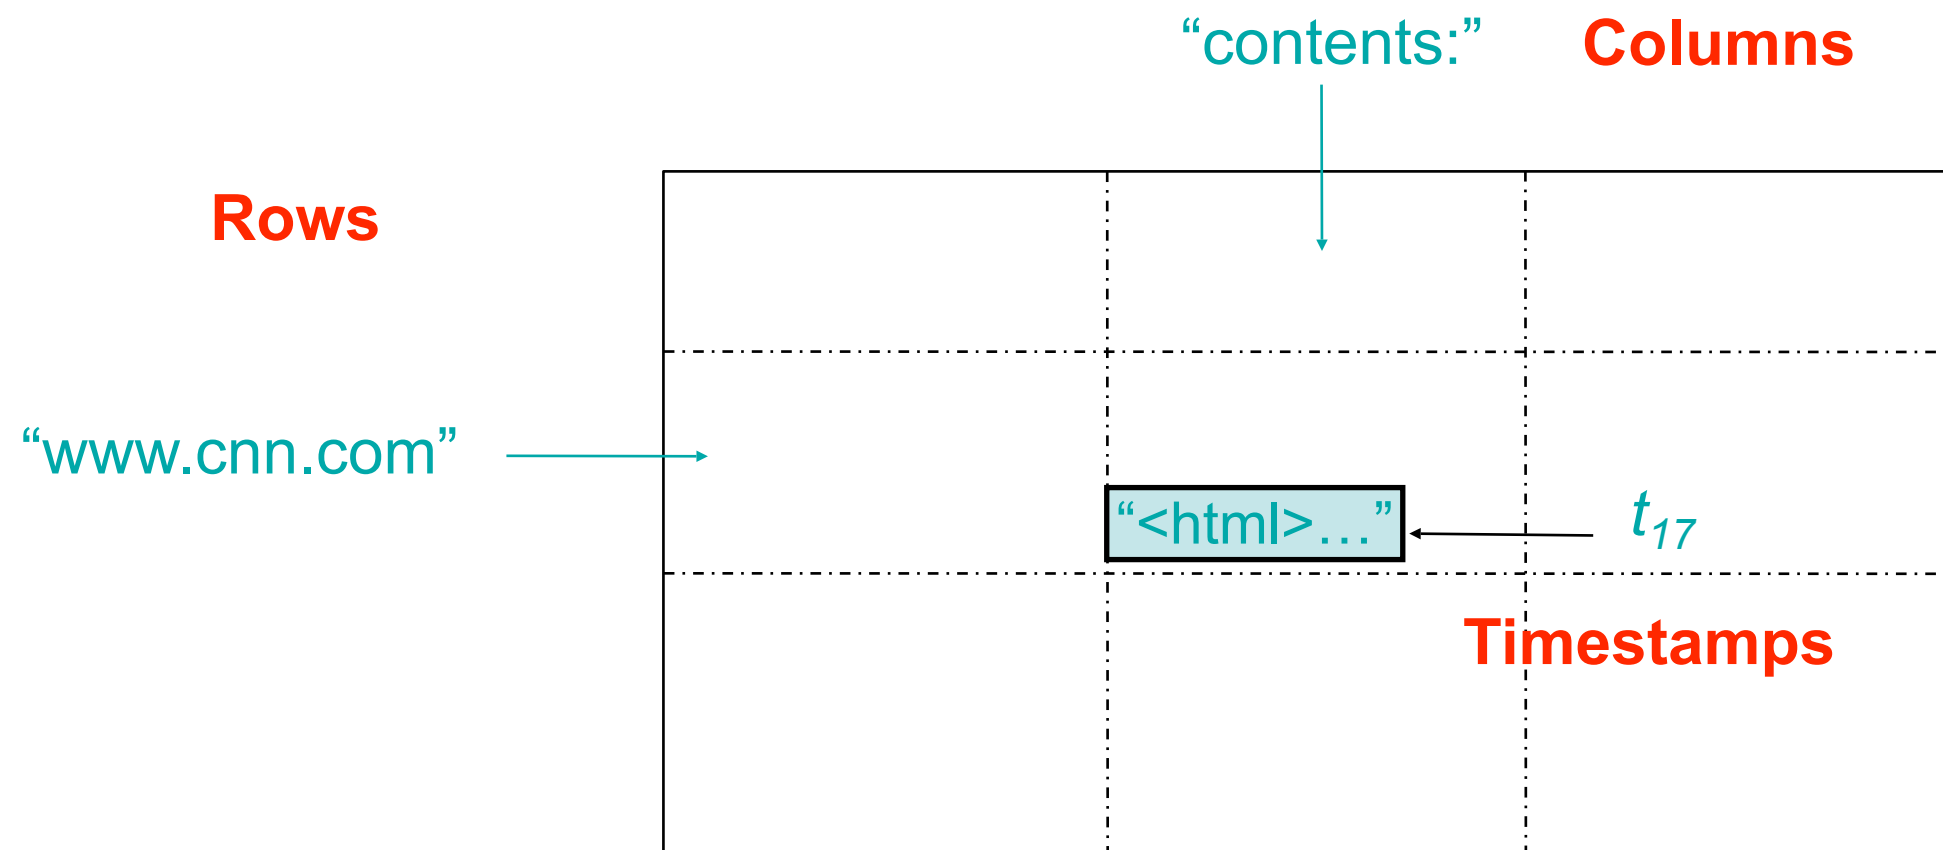 “contents:” Columns
Rows
“www.cnn.com”
“<html>…”
t17
Timestamps